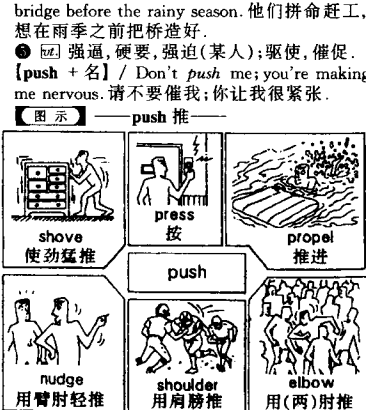 bridge before the rainy season. 他们拼命赶工,
想在雨季之前把桥造好.
❸ vt. 强逼,硬要,强迫(某人);驱使,催促.
【push + 名】/ Don't push me; you're making
me nervous. 请不要催我;你让我很紧张.
【图示】——push 推——
shove
使劲猛推
press
按
propel
推进
push
nudge
用臂肘轻推
shoulder
用肩膀推
elbow
用(两)肘推